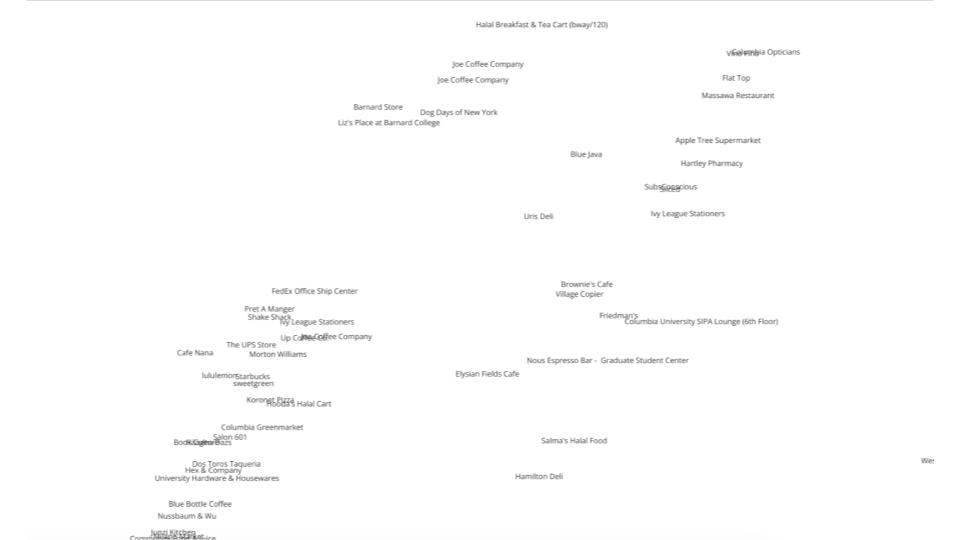 Halal Breakfast & Tea Cart (bway/120)
Columbia Opticians
Joe Coffee Company
Flat Top
Joe Coffee Company
Massawa Restaurant
Barnard Store
Dog Days of New York
Liz's Place at Barnard College
Apple Tree Supermarket
Blue Java
Hartley Pharmacy
SubsConscious
Sliced
Ivy League Stationers
Uris Deli
Brownie's Cafe
FedEx Office Ship Center
Village Copier
Pret A Manger
Friedman's
Shake Shack
Columbia University SIPA Lounge (6th Floor)
Ivy League Stationers
Up Coffee Co.
Joe Coffee Company
The UPS Store
Cafe Nana
Morton Williams
Nous Espresso Bar - Graduate Student Center
Elysian Fields Cafe
lululemon
Starbucks
sweetgreen
Koronet Pizza
Hooda's Halal Cart
Columbia Greenmarket
Salon 601
Book Culture
Salma's Halal Food
Wes
Dos Toros Taqueria
Hex & Company
Hamilton Deli
University Hardware & Housewares
Blue Bottle Coffee
Nussbaum & Wu
Junzi Kitchen